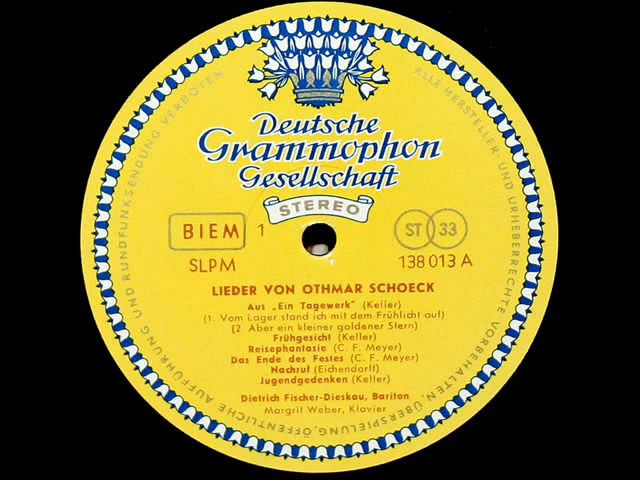 Deutsche
Grammophon
Gesellschaft
STEREO
BIEM 1 ST 33
SLPM 138 013 A
LIEDER VON OTHMAR SCHOECK
Aus „Ein Tagewerk" (Keller)
(1. Vom Lager stand ich mit dem Frühlicht auf)
(2. Aber ein kleiner goldener Stern)
Frühgesicht (Keller)
Reisephantasie (C. F. Meyer)
Das Ende des Festes (C. F. Meyer)
Nachruf (Eichendorff)
Jugendgedenken (Keller)
Dietrich Fischer-Dieskau, Bariton
Margrit Weber, Klavier
ALLE HERSTELLER- UND URHEBERRECHTE VORBEHALTEN, ÜBERSPIELUNG, ÖFFENTLICHE AUFFÜHRUNG UND RUNDFUNKSENDUNG VERBOTEN